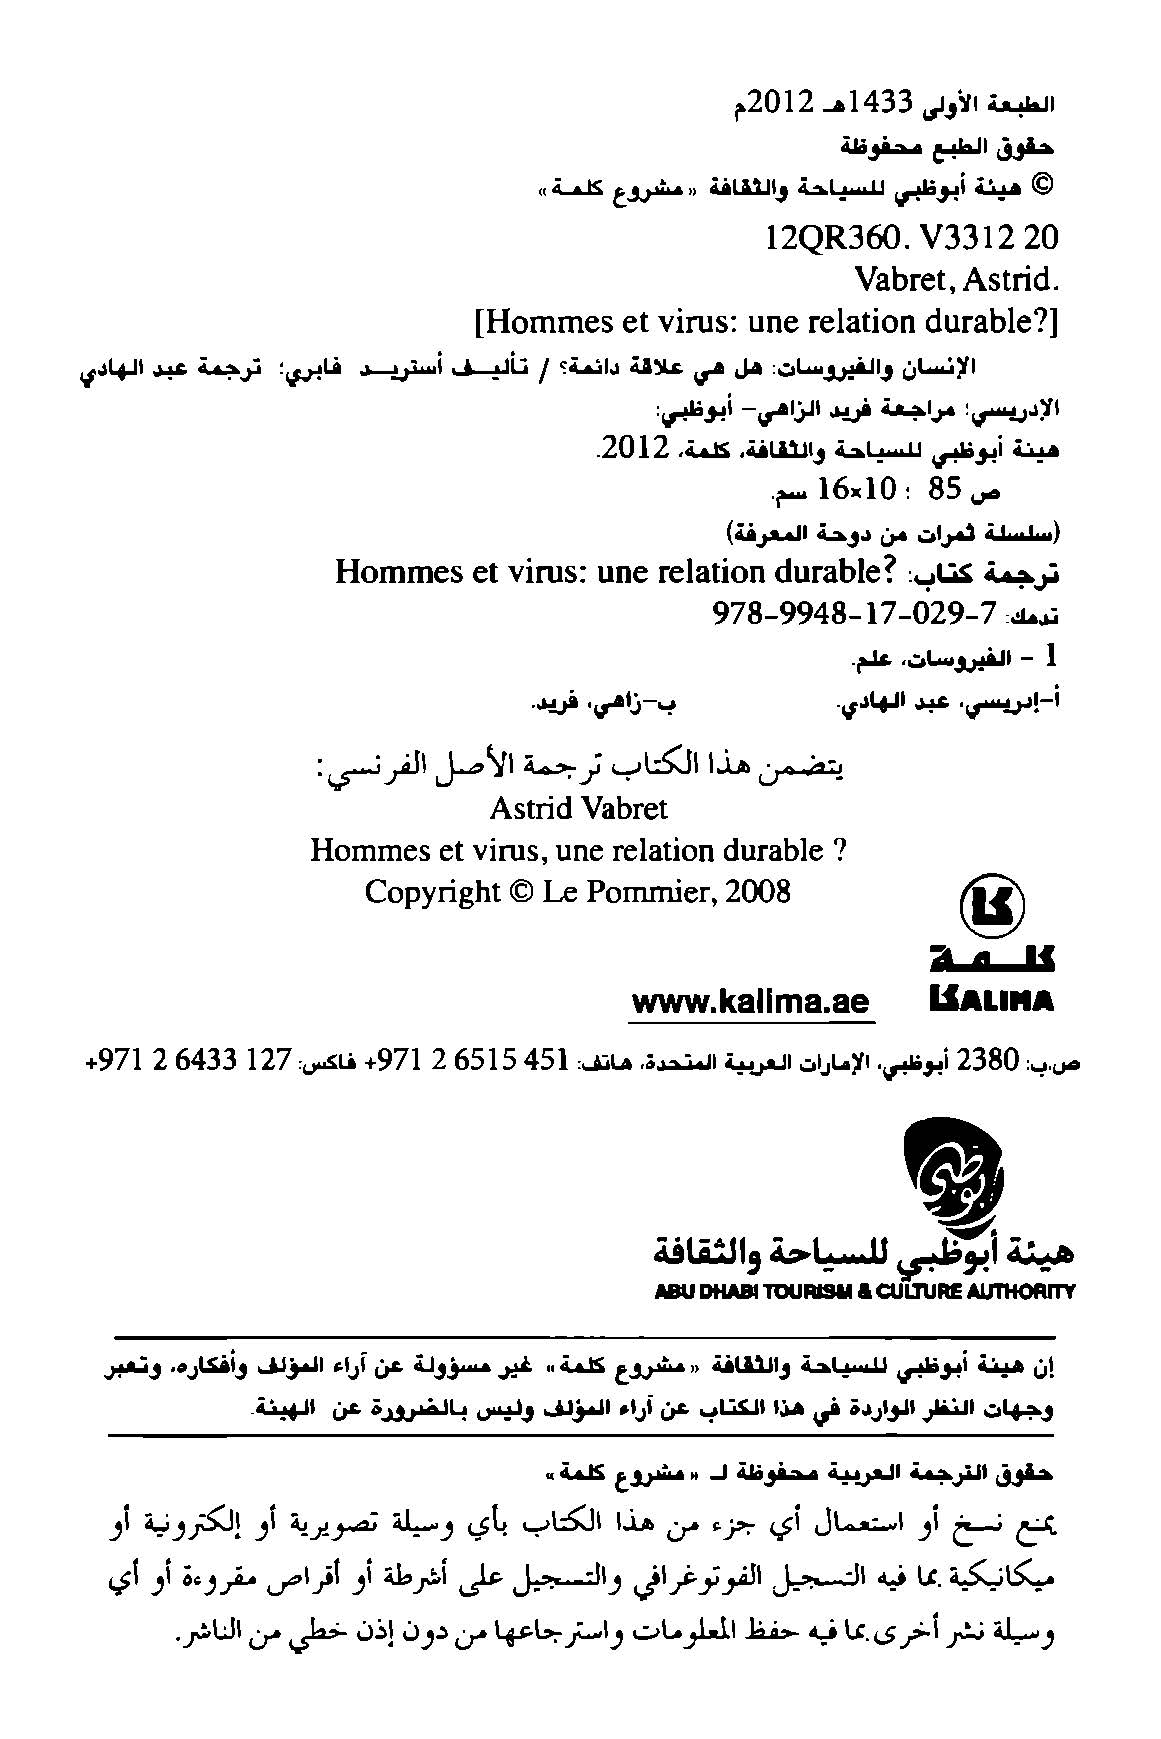 الطبعة الأولى 1433هـ 2012م
حقوق الطبع محفوظة
© هيئة أبوظبي للسياحة والثقافة «مشروع كلمة»
12QR360. V3312 20
Vabret, Astrid.
[Hommes et virus: une relation durable?]
الإنسان والفيروسات: هل هي علاقة دائمة؟ / تأليف أستريد فابري؛ ترجمة عبد الهادي
الإدريسي؛ مراجعة فريد الزاهي- أبوظبي:
هيئة أبوظبي للسياحة والثقافة، كلمة، 2012.
ص 85 ؛ 10×16 سم.
(سلسلة ثمرات من دوحة المعرفة)
ترجمة كتاب: Hommes et virus: une relation durable?
تدمك: 978-9948-17-029-7
1 - الفيروسات، علم.
أ-إدريسي، عبد الهادي. ب-زاهي، فريد.
يتضمن هذا الكتاب ترجمة الأصل الفرنسي:
Astrid Vabret
Hommes et virus, une relation durable ?
Copyright © Le Pommier, 2008
كلمة
www.kalima.ae KALIMA
ص.ب: 2380 أبوظبي، الإمارات العربية المتحدة، هاتف: 451 6515 2 971+ فاكس: 127 6433 2 971+
أبوظبي
هيئة أبوظبي للسياحة والثقافة
ABU DHABI TOURISM & CULTURE AUTHORITY
إن هيئة أبوظبي للسياحة والثقافة «مشروع كلمة» غير مسؤولة عن آراء المؤلف وأفكاره، وتعبر
وجهات النظر الواردة في هذا الكتاب عن آراء المؤلف وليس بالضرورة عن الهيئة.
حقوق الترجمة العربية محفوظة لـ «مشروع كلمة»
يمنع نسخ أو استعمال أي جزء من هذا الكتاب بأي وسيلة تصويرية أو إلكترونية أو
ميكانيكية بما فيه التسجيل الفوتوغرافي والتسجيل على أشرطة أو أقراص مقروءة أو أي
وسيلة نشر أخرى بما فيه حفظ المعلومات واسترجاعها من دون إذن خطي من الناشر.